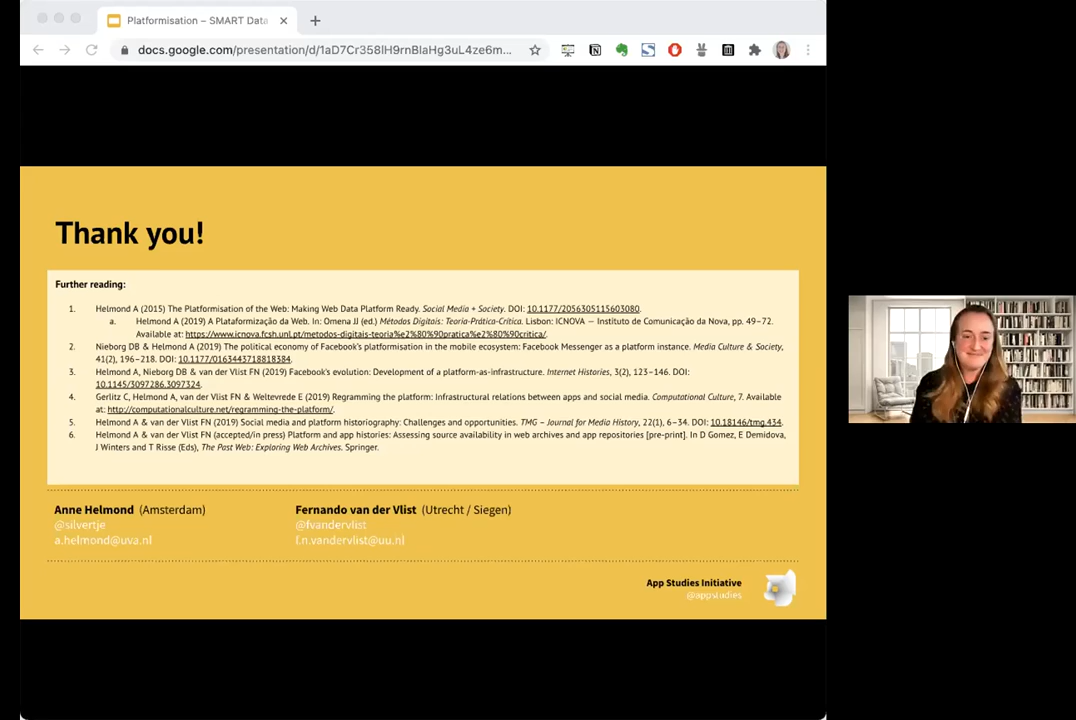 Platformisation – SMART Data
docs.google.com/presentation/d/1aD7Cr358lH9rnBlaHg3uL4ze6m...
Thank you!
Further reading:
1. Helmond A (2015) The Platformisation of the Web: Making Web Data Platform Ready. Social Media + Society. DOI: 10.1177/2056305115603080.
a. Helmond A (2019) A Plataformização da Web. In: Omena JJ (ed.) Métodos Digitais: Teoria-Prática-Crítica. Lisbon: ICNOVA – Instituto de Comunicação da Nova, pp. 49–72.
Available at: https://www.icnova.fcsh.unl.pt/metodos-digitais-teoria%e2%80%90pratica%e2%80%90critica/.
2. Nieborg DB & Helmond A (2019) The political economy of Facebook's platformisation in the mobile ecosystem: Facebook Messenger as a platform instance. Media Culture & Society,
41(2), 196–218. DOI: 10.1177/0163443718818384.
3. Helmond A, Nieborg DB & van der Vlist FN (2019) Facebook's evolution: Development of a platform-as-infrastructure. Internet Histories, 3(2), 123–146. DOI:
10.1145/3097286.3097324.
4. Gerlitz C, Helmond A, van der Vlist FN & Weltevrede E (2019) Regramming the platform: Infrastructural relations between apps and social media. Computational Culture, 7. Available
at: http://computationalculture.net/regramming-the-platform/.
5. Helmond A & van der Vlist FN (2019) Social media and platform historiography: Challenges and opportunities. TMG – Journal for Media History, 22(1), 6–34. DOI: 10.18146/tmg.434.
6. Helmond A & van der Vlist FN (accepted/in press) Platform and app histories: Assessing source availability in web archives and app repositories [pre-print]. In D Gomez, E Demidova,
J Winters and T Risse (Eds), The Past Web: Exploring Web Archives. Springer.
Anne Helmond (Amsterdam)
@silvertje
a.helmond@uva.nl
Fernando van der Vlist (Utrecht / Siegen)
@fvandervlist
f.n.vandervlist@uu.nl
App Studies Initiative
@appstudies